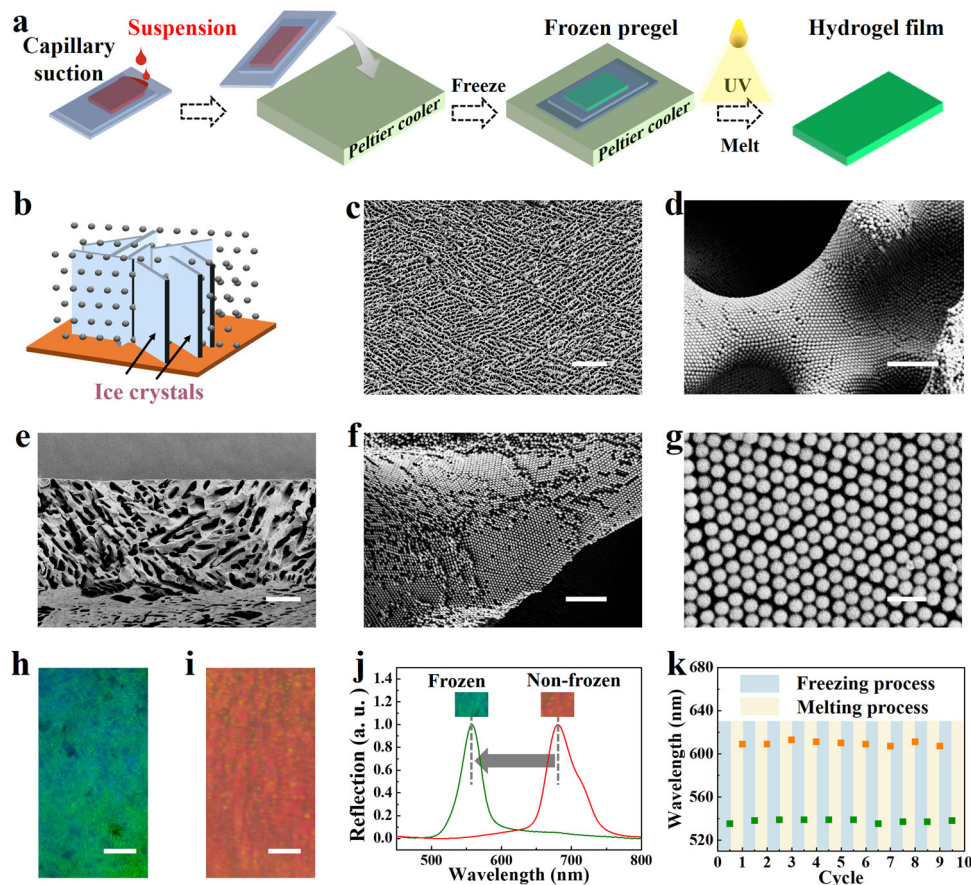 a
Suspension
Capillary
suction
Peltier cooler
Freeze
Frozen pregel
Peltier cooler
UV
Melt
Hydrogel film
b
Ice crystals
c
d
e
f
g
h
i
j
Frozen
Non-frozen
Reflection (a. u. )
1.4
1.2
1.0
0.8
0.6
0.4
0.2
0.0
500
600
700
800
Wavelength (nm)
k
Freezing process
Melting process
Wavelength (nm)
680
640
600
560
520
0 1 2 3 4 5 6 7 8 9 10
Cycle